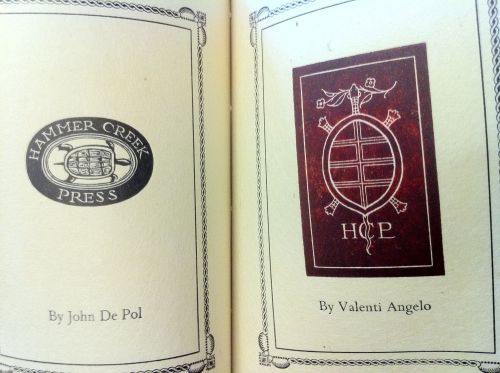 HAMMER CREEK
PRESS
By John De Pol
HCP
By Valenti Angelo